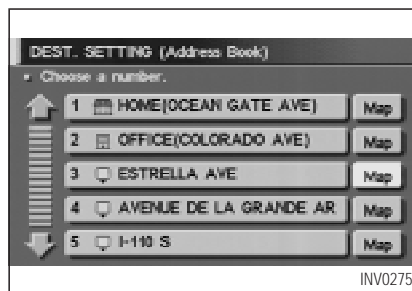 DEST. SETTING (Address Book)
Choose a number.
1 HOME[OCEAN GATE AVE] Map
2 OFFICE(COLORADO AVE) Map
3 ESTRELLA AVE Map
4 AVENUE DE LA GRANDE AR Map
5 I-110 S Map
INV0275